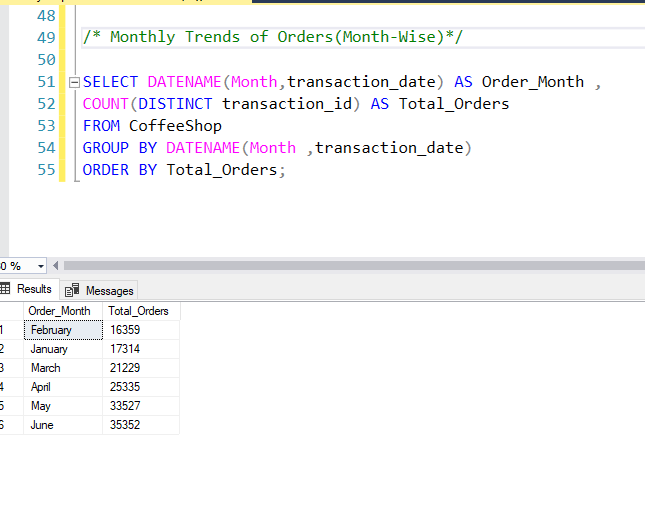 48
49 /* Monthly Trends of Orders(Month-Wise)*/
50
51 SELECT DATENAME(Month,transaction_date) AS Order_Month ,
52 COUNT(DISTINCT transaction_id) AS Total_Orders
53 FROM CoffeeShop
54 GROUP BY DATENAME(Month ,transaction_date)
55 ORDER BY Total_Orders;
0 %
Results Messages
Order_Month Total_Orders
1 February 16359
2 January 17314
3 March 21229
4 April 25335
5 May 33527
6 June 35352